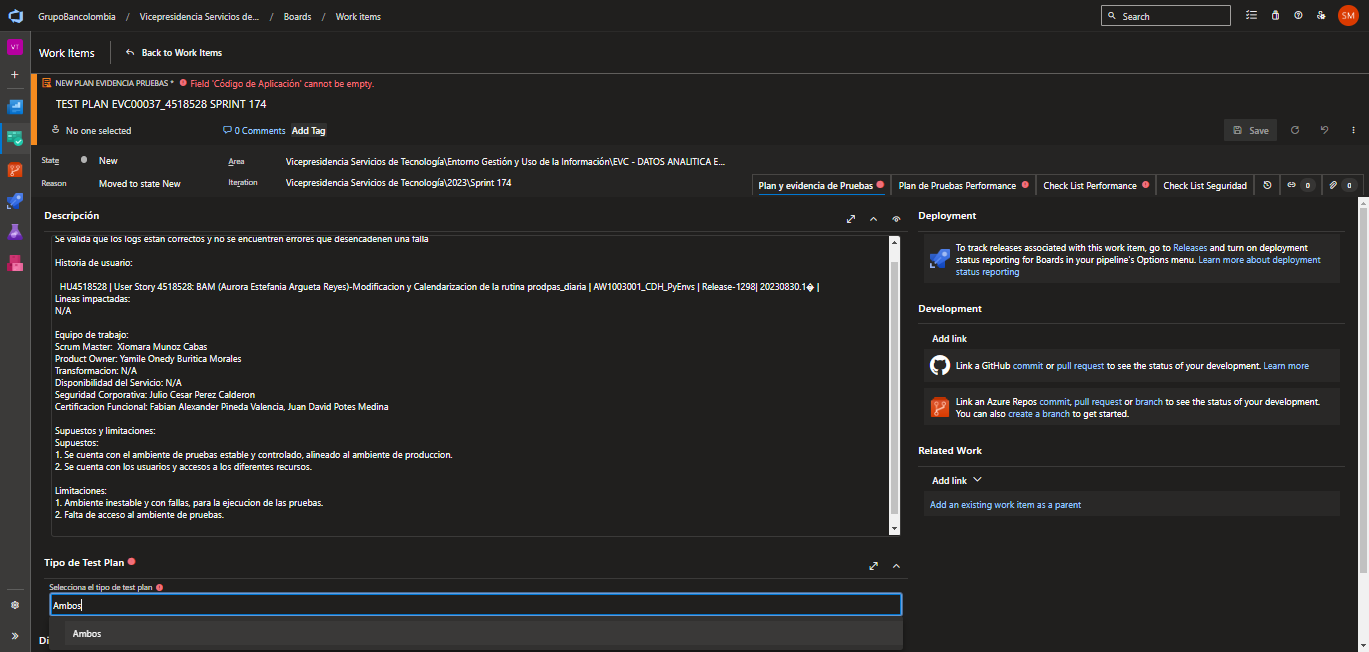 GrupoBancolombia / Vicepresidencia Servicios de... / Boards / Work items
Search
SM
VT
Work Items
Back to Work Items
NEW PLAN EVIDENCIA PRUEBAS * Field 'Código de Aplicación' cannot be empty.
TEST PLAN EVC00037_4518528 SPRINT 174
No one selected
0 Comments
Add Tag
Save
State
New
Area
Vicepresidencia Servicios de Tecnología\Entorno Gestión y Uso de la Información\EVC - DATOS ANALITICA E...
Reason
Moved to state New
Iteration
Vicepresidencia Servicios de Tecnología\2023\Sprint 174
Plan y evidencia de Pruebas
Plan de Pruebas Performance
Check List Performance
Check List Seguridad
0
0
Descripción
Se valida que los logs estan correctos y no se encuentren errores que desencadenen una falla
Historia de usuario:
HU4518528 | User Story 4518528: BAM (Aurora Estefania Argueta Reyes)-Modificacion y Calendarizacion de la rutina prodpas_diaria | AW1003001_CDH_PyEnvs | Release-1298| 20230830.1� |
Lineas impactadas:
N/A
Equipo de trabajo:
Scrum Master:  Xiomara Munoz Cabas
Product Owner: Yamile Onedy Buritica Morales
Transformacion: N/A
Disponibilidad del Servicio: N/A
Seguridad Corporativa: Julio Cesar Perez Calderon
Certificacion Funcional: Fabian Alexander Pineda Valencia, Juan David Potes Medina
Supuestos y limitaciones:
Supuestos:
1. Se cuenta con el ambiente de pruebas estable y controlado, alineado al ambiente de produccion.
2. Se cuenta con los usuarios y accesos a los diferentes recursos.
Limitaciones:
1. Ambiente inestable y con fallas, para la ejecucion de las pruebas.
2. Falta de acceso al ambiente de pruebas.
Tipo de Test Plan
Selecciona el tipo de test plan
Ambos
Ambos
Di
Deployment
To track releases associated with this work item, go to Releases and turn on deployment
status reporting for Boards in your pipeline's Options menu. Learn more about deployment
status reporting
Development
Add link
Link a GitHub commit or pull request to see the status of your development. Learn more
Link an Azure Repos commit, pull request or branch to see the status of your development.
You can also create a branch to get started.
Related Work
Add link
Add an existing work item as a parent